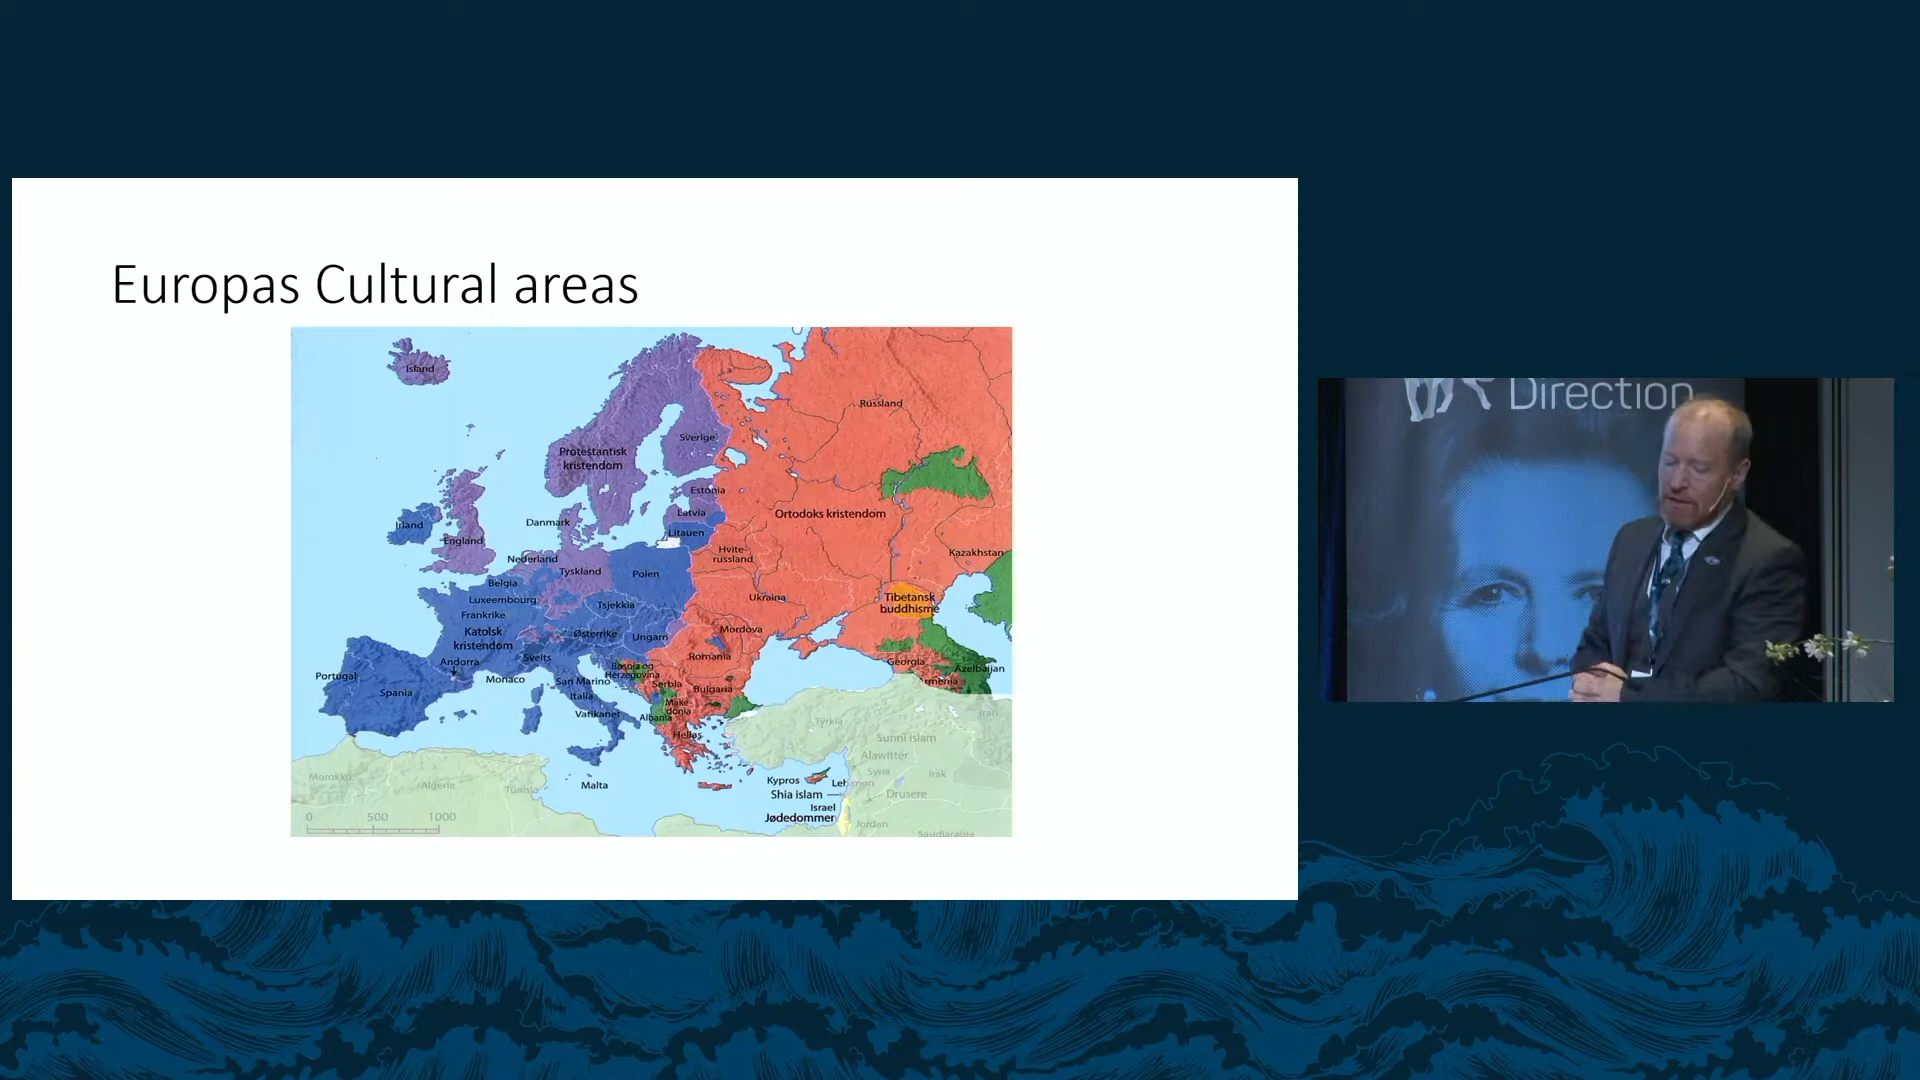 Europas Cultural areas
Island
Russland
Sverige
Protestantisk
kristendom
Estonia
Latvia
Ortodoks kristendom
Danmark
Irland
Litauen
England
Hvite-
russland
Kazakhstan
Nederland
Tyskland
Polen
Belgia
Luxembourg
Tsjekkia
Ukraina
Tibetansk
buddhisme
Frankrike
Katolsk
kristendom
Østerrike
Ungarn
Mordova
Romania
Andorra
Sveits
Georgia
Azelbaijan
Bosnia og
Herzegovina
Portugal
Monaco
San Marino
Serbia
Armenia
Spania
Italia
Bulgaria
Make-
donia
Vatikanet
Albania
Hellas
Tyrkia
Iran
Sunni islam
Alawitter
Morokko
Algerie
Tunisia
Malta
Kypros
Lebanon
Syria
Irak
Shia islam
Drusere
Israel
Jødedommer
Jordan
Saudiarabia
0 500 1000
Direction